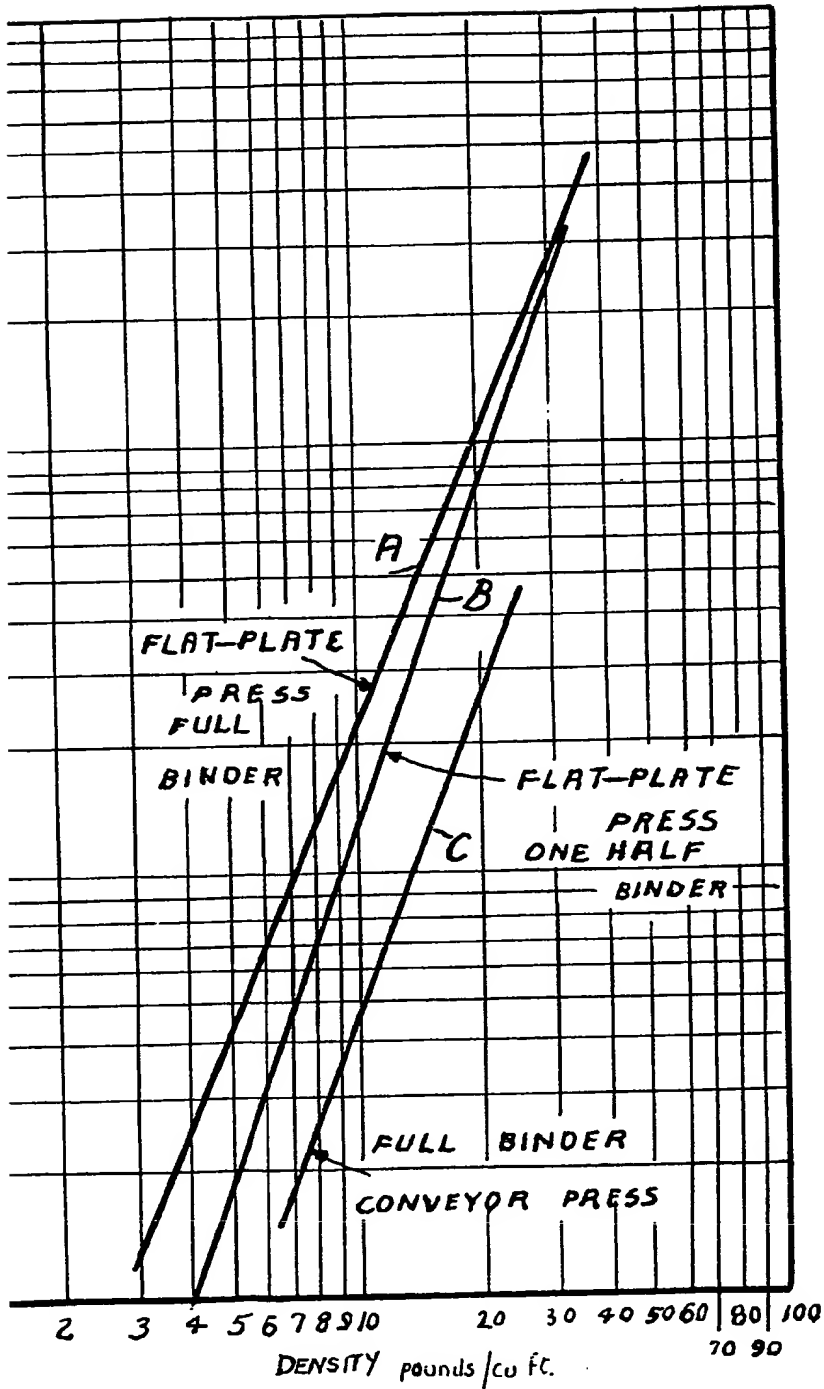 A
B
FLAT-PLATE
PRESS
FULL
BINDER
FLAT-PLATE
PRESS
C
ONE HALF
BINDER
FULL BINDER
CONVEYOR PRESS
2 3 4 5 6 7 8 9 10 20 30 40 50 60 80 100
70 90
DENSITY pounds/cu ft.